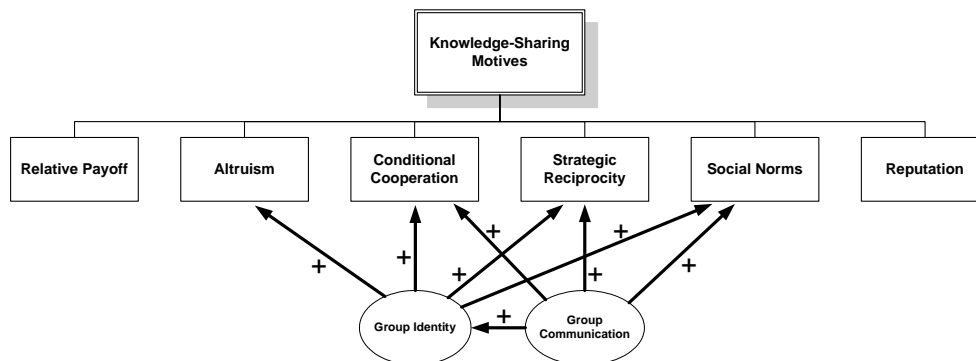 Knowledge-Sharing
Motives
Relative Payoff
Altruism
Conditional
Cooperation
Strategic
Reciprocity
Social Norms
Reputation
+
+
+
+
+
+
+
+
Group Identity
Group
Communication